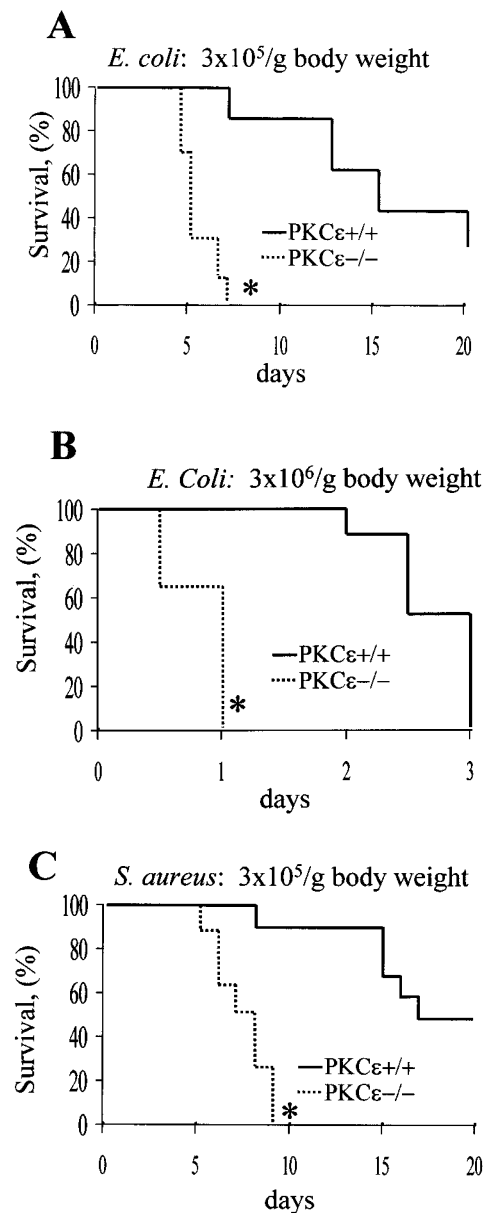 A
E. coli: 3x10⁵/g body weight
Survival, (%)
100
80
60
40
20
0
PKCε+/+
PKCε−/−
*
0 5 10 15 20
days
B
E. Coli: 3x10⁶/g body weight
Survival, (%)
100
80
60
40
20
0
PKCε+/+
PKCε−/−
*
0 1 2 3
days
C
S. aureus: 3x10⁵/g body weight
Survival, (%)
100
80
60
40
20
0
PKCε+/+
PKCε−/−
*
0 5 10 15 20
days